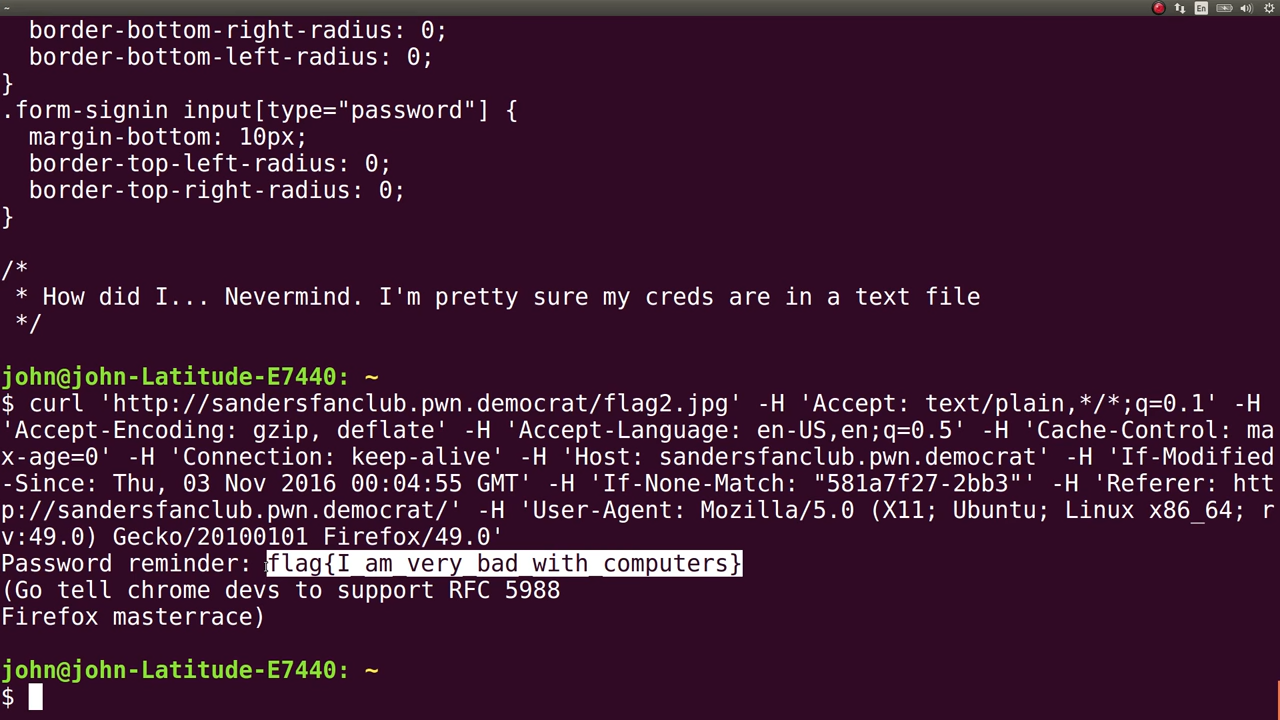 ~
En
border-bottom-right-radius: 0;
border-bottom-left-radius: 0;
}
.form-signin input[type="password"] {
margin-bottom: 10px;
border-top-left-radius: 0;
border-top-right-radius: 0;
}
/*
* How did I... Nevermind. I'm pretty sure my creds are in a text file
*/
john@john-Latitude-E7440: ~
$ curl 'http://sandersfanclub.pwn.democrat/flag2.jpg' -H 'Accept: text/plain,*/*;q=0.1' -H
'Accept-Encoding: gzip, deflate' -H 'Accept-Language: en-US,en;q=0.5' -H 'Cache-Control: ma
x-age=0' -H 'Connection: keep-alive' -H 'Host: sandersfanclub.pwn.democrat' -H 'If-Modified
-Since: Thu, 03 Nov 2016 00:04:55 GMT' -H 'If-None-Match: "581a7f27-2bb3"' -H 'Referer: htt
p://sandersfanclub.pwn.democrat/' -H 'User-Agent: Mozilla/5.0 (X11; Ubuntu; Linux x86_64; r
v:49.0) Gecko/20100101 Firefox/49.0'
Password reminder: flag{I_am_very_bad_with_computers}
(Go tell chrome devs to support RFC 5988
Firefox masterrace)
john@john-Latitude-E7440: ~
$